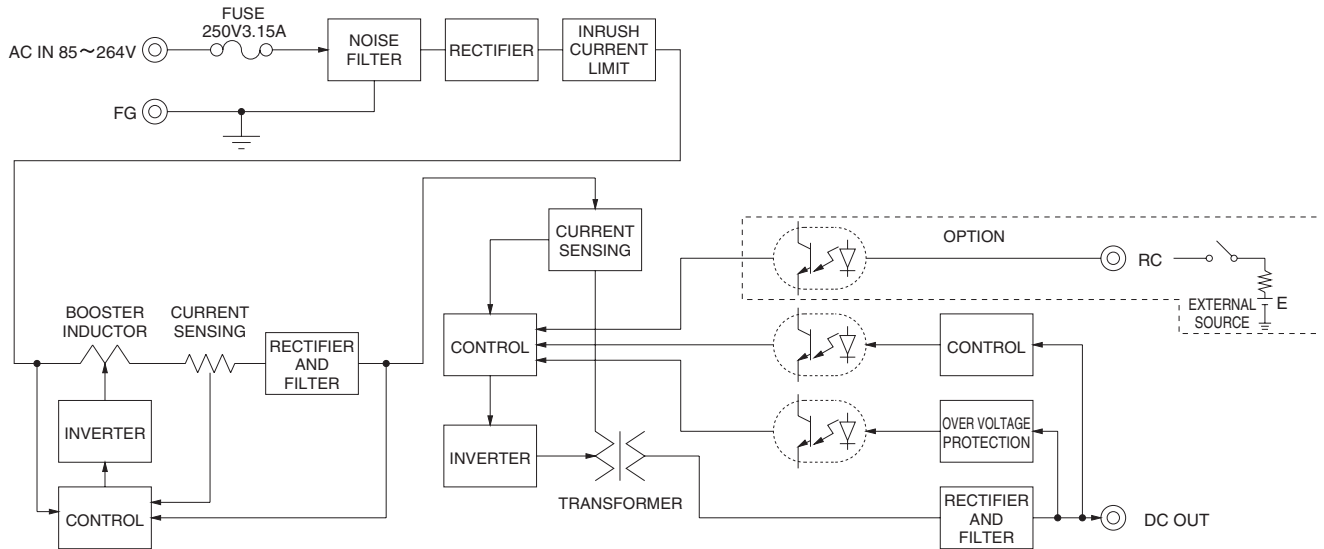 FUSE
250V3.15A
AC IN 85～264V
NOISE
FILTER
RECTIFIER
INRUSH
CURRENT
LIMIT
FG
CURRENT
SENSING
OPTION
RC
EXTERNAL
SOURCE
E
BOOSTER
INDUCTOR
CURRENT
SENSING
RECTIFIER
AND
FILTER
CONTROL
CONTROL
INVERTER
INVERTER
OVER VOLTAGE
PROTECTION
TRANSFORMER
CONTROL
RECTIFIER
AND
FILTER
DC OUT